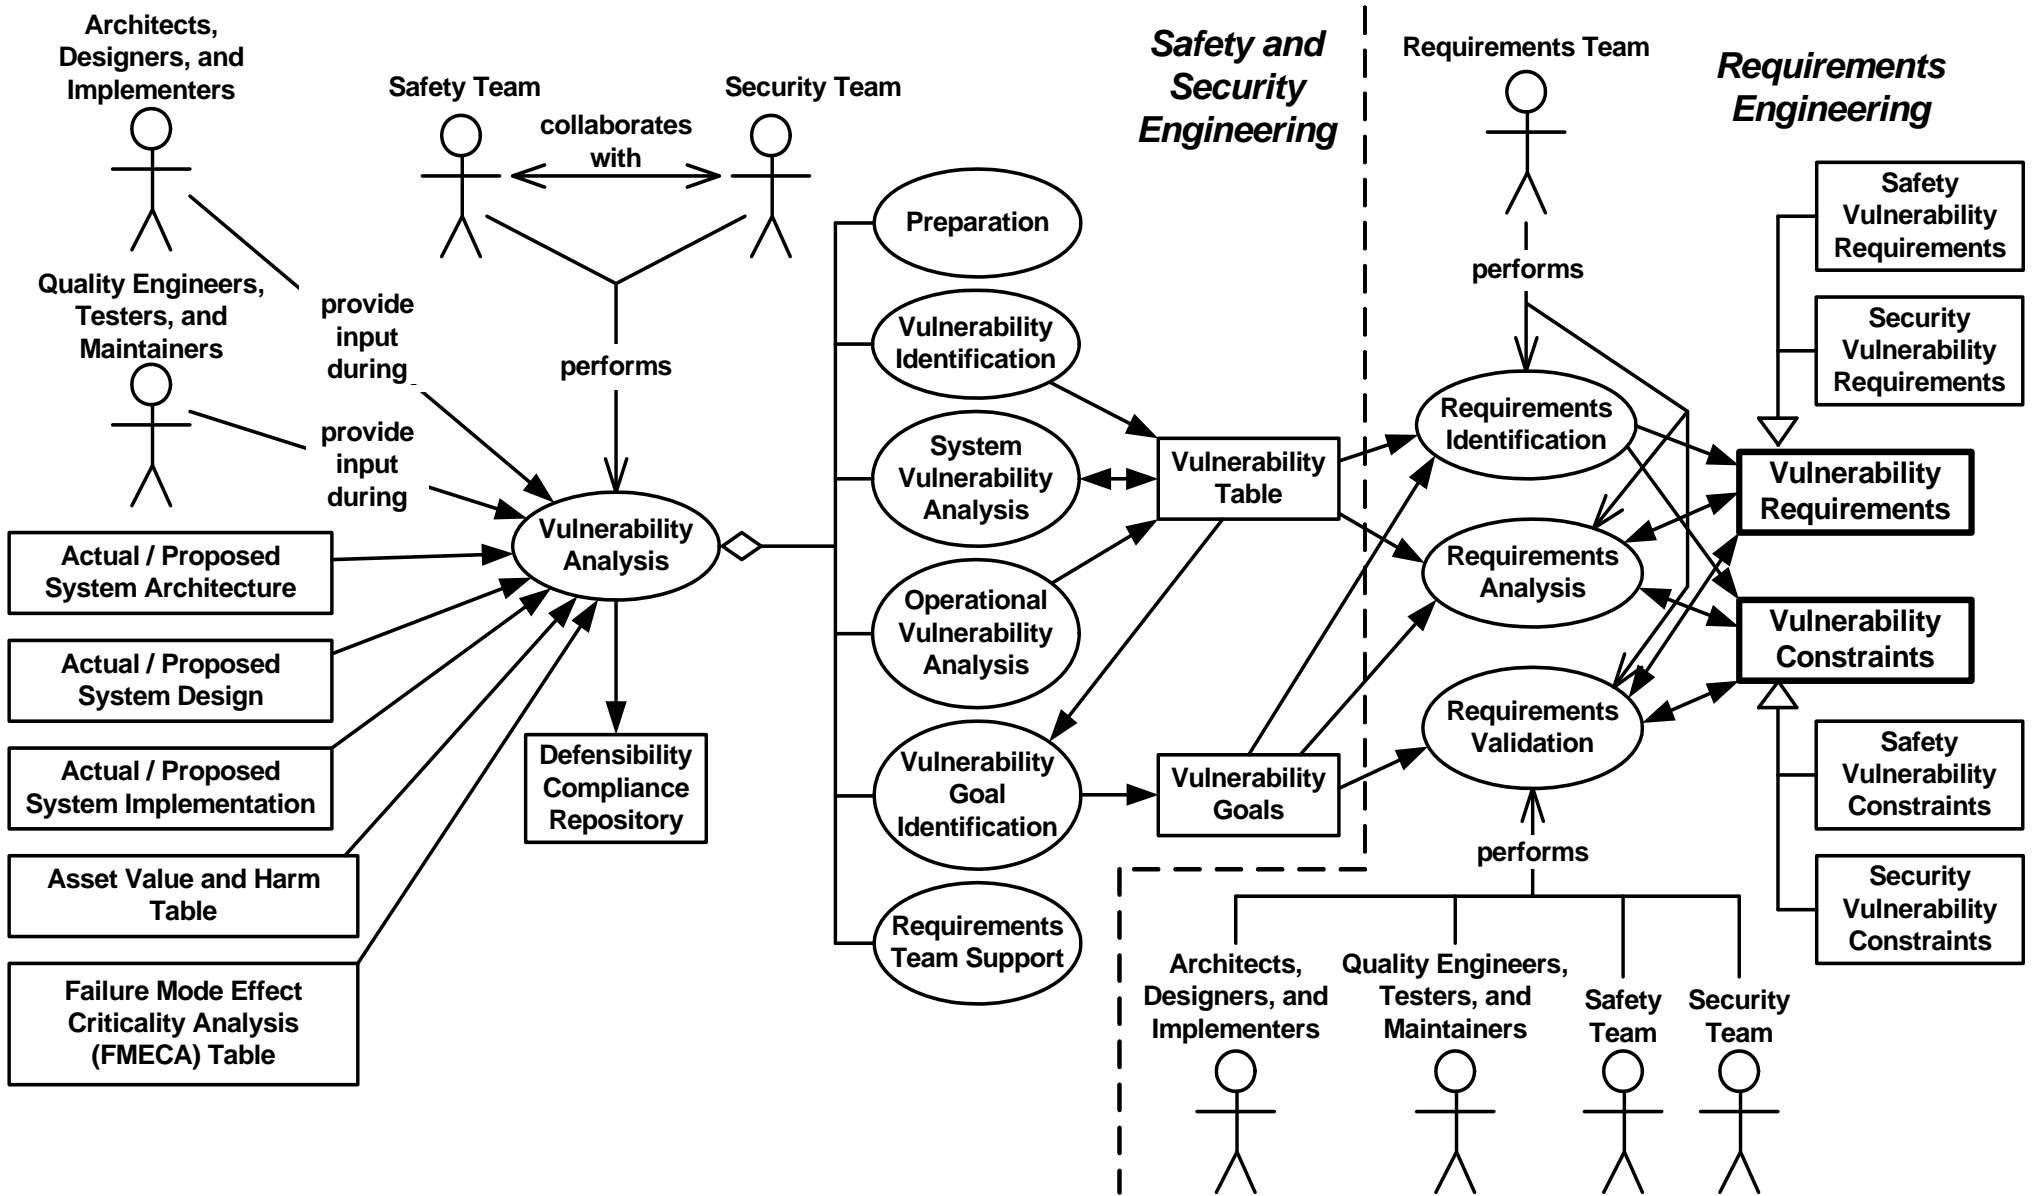 Architects,
Designers, and
Implementers
Safety Team
Security Team
collaborates
with
Safety and
Security
Engineering
Requirements Team
Requirements
Engineering
Quality Engineers,
Testers, and
Maintainers
provide
input
during
provide
input
during
performs
Actual / Proposed
System Architecture
Actual / Proposed
System Design
Actual / Proposed
System Implementation
Asset Value and Harm
Table
Failure Mode Effect
Criticality Analysis
(FMECA) Table
Vulnerability
Analysis
Defensibility
Compliance
Repository
Preparation
Vulnerability
Identification
System
Vulnerability
Analysis
Operational
Vulnerability
Analysis
Vulnerability
Goal
Identification
Requirements
Team Support
Vulnerability
Table
Vulnerability
Goals
performs
Requirements
Identification
Requirements
Analysis
Requirements
Validation
performs
Safety
Vulnerability
Requirements
Security
Vulnerability
Requirements
Vulnerability
Requirements
Vulnerability
Constraints
Safety
Vulnerability
Constraints
Security
Vulnerability
Constraints
Architects,
Designers, and
Implementers
Quality Engineers,
Testers, and
Maintainers
Safety
Team
Security
Team